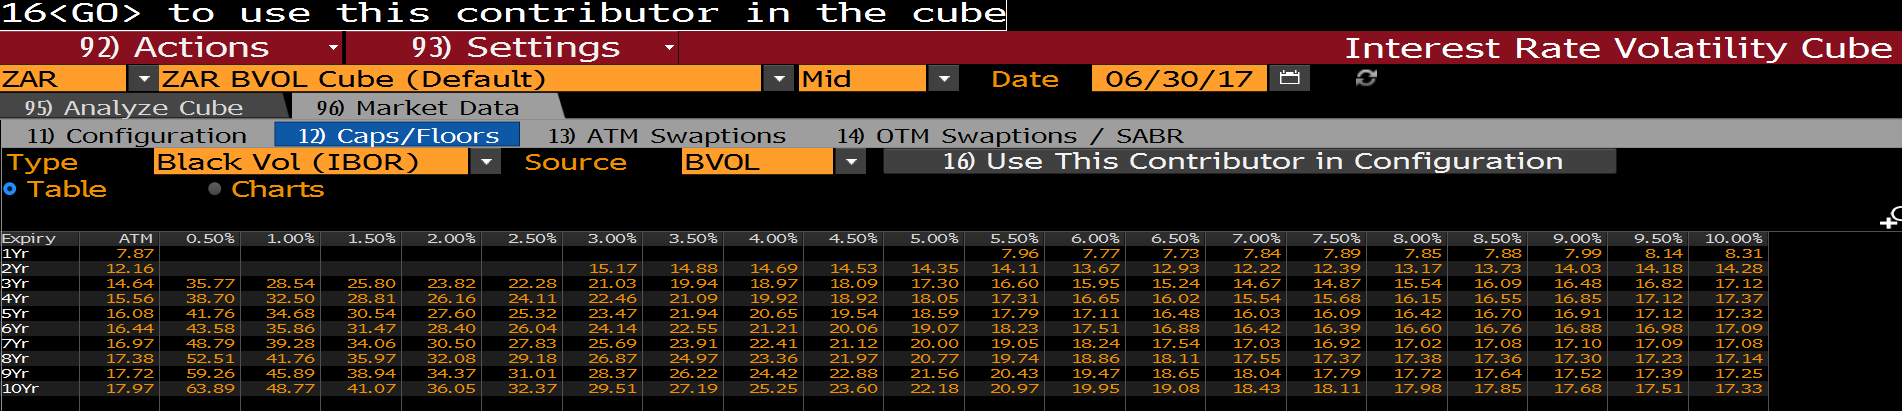 16<GO> to use this contributor in the cube
92) Actions 93) Settings Interest Rate Volatility Cube
ZAR ZAR BVOL Cube (Default) Mid Date 06/30/17
95) Analyze Cube 96) Market Data
11) Configuration 12) Caps/Floors 13) ATM Swaptions 14) OTM Swaptions / SABR
Type Black Vol (IBOR) Source BVOL 16) Use This Contributor in Configuration
Table Charts
Expiry ATM 0.50% 1.00% 1.50% 2.00% 2.50% 3.00% 3.50% 4.00% 4.50% 5.00% 5.50% 6.00% 6.50% 7.00% 7.50% 8.00% 8.50% 9.00% 9.50% 10.00%
1Yr 7.87 7.96 7.77 7.73 7.84 7.89 7.85 7.88 7.99 8.14 8.31
2Yr 12.16 15.17 14.88 14.69 14.53 14.35 14.11 13.67 12.93 12.22 12.39 13.17 13.73 14.03 14.18 14.28
3Yr 14.64 35.77 28.54 25.80 23.82 22.28 21.03 19.94 18.97 18.09 17.30 16.60 15.95 15.24 14.67 14.87 15.54 16.09 16.48 16.82 17.12
4Yr 15.56 38.70 32.50 28.81 26.16 24.11 22.46 21.09 19.92 18.92 18.05 17.31 16.65 16.02 15.54 15.68 16.15 16.55 16.85 17.12 17.37
5Yr 16.08 41.76 34.68 30.54 27.60 25.32 23.47 21.94 20.65 19.54 18.59 17.79 17.11 16.48 16.03 16.09 16.42 16.70 16.91 17.12 17.32
6Yr 16.44 43.58 35.86 31.47 28.40 26.04 24.14 22.55 21.21 20.06 19.07 18.23 17.51 16.88 16.42 16.39 16.60 16.76 16.88 16.98 17.09
7Yr 16.97 48.79 39.28 34.06 30.50 27.83 25.69 23.91 22.41 21.12 20.00 19.05 18.24 17.54 17.03 16.92 17.02 17.08 17.10 17.09 17.08
8Yr 17.38 52.51 41.76 35.97 32.08 29.18 26.87 24.97 23.36 21.97 20.77 19.74 18.86 18.11 17.55 17.37 17.38 17.36 17.30 17.23 17.14
9Yr 17.72 59.26 45.89 38.94 34.37 31.01 28.37 26.22 24.42 22.88 21.56 20.43 19.47 18.65 18.04 17.79 17.72 17.64 17.52 17.39 17.25
10Yr 17.97 63.89 48.77 41.07 36.05 32.37 29.51 27.19 25.25 23.60 22.18 20.97 19.95 19.08 18.43 18.11 17.98 17.85 17.68 17.51 17.33